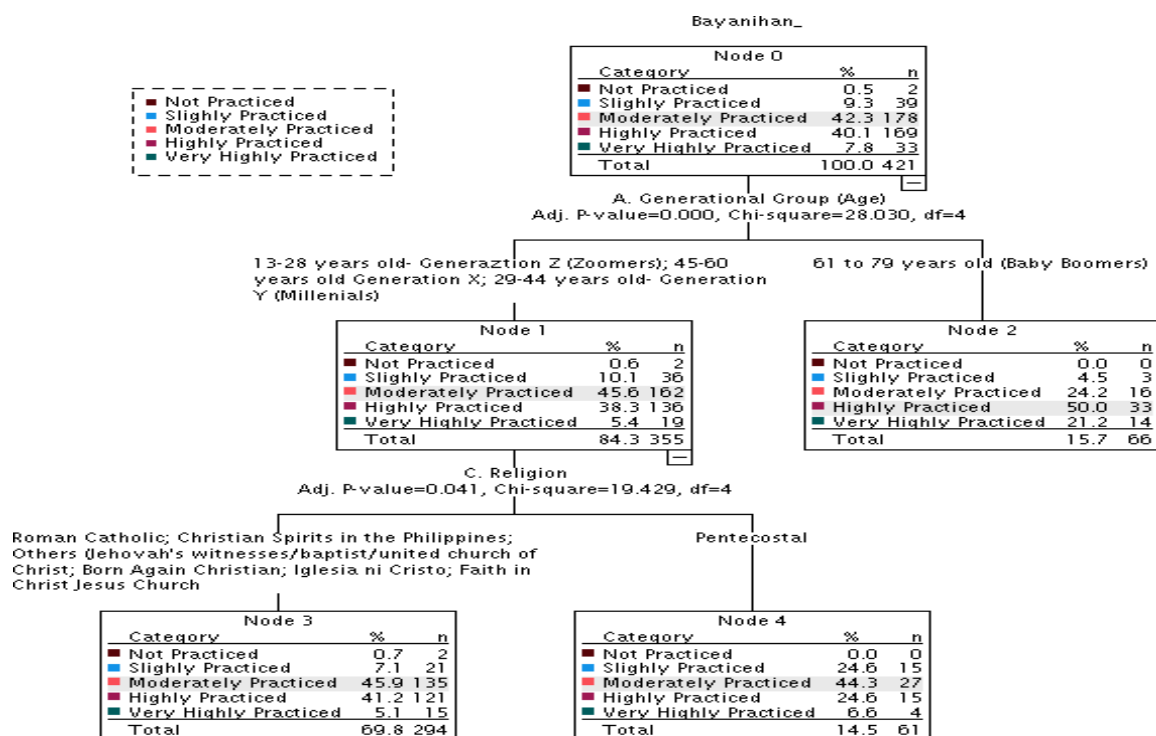 Bayanihan_
Node 0
Category % n
Not Practiced 0.5 2
Slighly Practiced 9.3 39
Moderately Practiced 42.3 178
Highly Practiced 40.1 169
Very Highly Practiced 7.8 33
Total 100.0 421
Not Practiced
Slighly Practiced
Moderately Practiced
Highly Practiced
Very Highly Practiced
A. Generational Group (Age)
Adj. P-value=0.000, Chi-square=28.030, df=4
13-28 years old- Generaztion Z (Zoomers); 45-60
years old Generation X; 29-44 years old- Generation
Y (Millenials)
61 to 79 years old (Baby Boomers)
Node 1
Category % n
Not Practiced 0.6 2
Slighly Practiced 10.1 36
Moderately Practiced 45.6 162
Highly Practiced 38.3 136
Very Highly Practiced 5.4 19
Total 84.3 355
Node 2
Category % n
Not Practiced 0.0 0
Slighly Practiced 4.5 3
Moderately Practiced 24.2 16
Highly Practiced 50.0 33
Very Highly Practiced 21.2 14
Total 15.7 66
C. Religion
Adj. P-value=0.041, Chi-square=19.429, df=4
Roman Catholic; Christian Spirits in the Philippines;
Others (Jehovah's witnesses/baptist/united church of
Christ; Born Again Christian; Iglesia ni Cristo; Faith in
Christ Jesus Church
Pentecostal
Node 3
Category % n
Not Practiced 0.7 2
Slighly Practiced 7.1 21
Moderately Practiced 45.9 135
Highly Practiced 41.2 121
Very Highly Practiced 5.1 15
Total 69.8 294
Node 4
Category % n
Not Practiced 0.0 0
Slighly Practiced 24.6 15
Moderately Practiced 44.3 27
Highly Practiced 24.6 15
Very Highly Practiced 6.6 4
Total 14.5 61